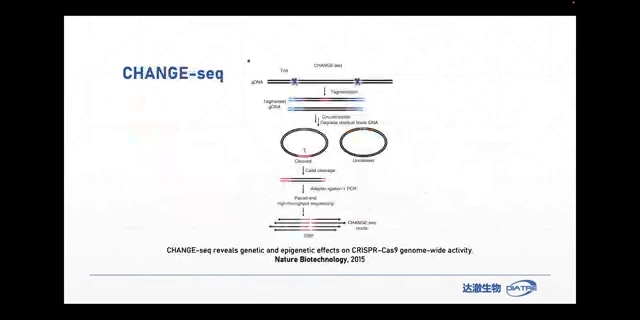 CHANGE-seq
a
CHANGE-seq
Tn5
gDNA
Tagmentation
Tagmented
gDNA
Circularization
Degrade residual linear DNA
Cleaved
Uncleaved
Cas9 cleavage
Adapter ligation + PCR
Paired-end
high-throughput sequencing
CHANGE-seq
reads
DSB
CHANGE-seq reveals genetic and epigenetic effects on CRISPR–Cas9 genome-wide activity.
Nature Biotechnology, 2015
达澈生物 DIATRE